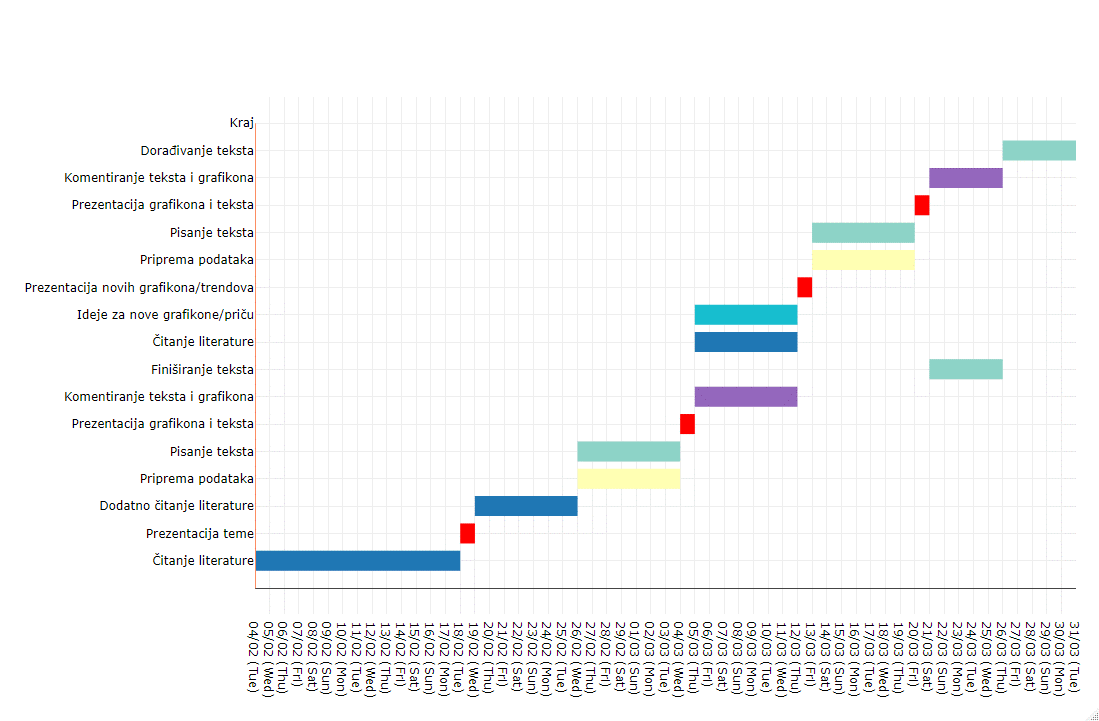 Kraj
Dorađivanje teksta
Komentiranje teksta i grafikona
Prezentacija grafikona i teksta
Pisanje teksta
Priprema podataka
Prezentacija novih grafikona/trendova
Ideje za nove grafikone/priču
Čitanje literature
Finiširanje teksta
Komentiranje teksta i grafikona
Prezentacija grafikona i teksta
Pisanje teksta
Priprema podataka
Dodatno čitanje literature
Prezentacija teme
Čitanje literature
04/02 (Tue)
05/02 (Wed)
06/02 (Thu)
07/02 (Fri)
08/02 (Sat)
09/02 (Sun)
10/02 (Mon)
11/02 (Tue)
12/02 (Wed)
13/02 (Thu)
14/02 (Fri)
15/02 (Sat)
16/02 (Sun)
17/02 (Mon)
18/02 (Tue)
19/02 (Wed)
20/02 (Thu)
21/02 (Fri)
22/02 (Sat)
23/02 (Sun)
24/02 (Mon)
25/02 (Tue)
26/02 (Wed)
27/02 (Thu)
28/02 (Fri)
29/02 (Sat)
01/03 (Sun)
02/03 (Mon)
03/03 (Tue)
04/03 (Wed)
05/03 (Thu)
06/03 (Fri)
07/03 (Sat)
08/03 (Sun)
09/03 (Mon)
10/03 (Tue)
11/03 (Wed)
12/03 (Thu)
13/03 (Fri)
14/03 (Sat)
15/03 (Sun)
16/03 (Mon)
17/03 (Tue)
18/03 (Wed)
19/03 (Thu)
20/03 (Fri)
21/03 (Sat)
22/03 (Sun)
23/03 (Mon)
24/03 (Tue)
25/03 (Wed)
26/03 (Thu)
27/03 (Fri)
28/03 (Sat)
29/03 (Sun)
30/03 (Mon)
31/03 (Tue)